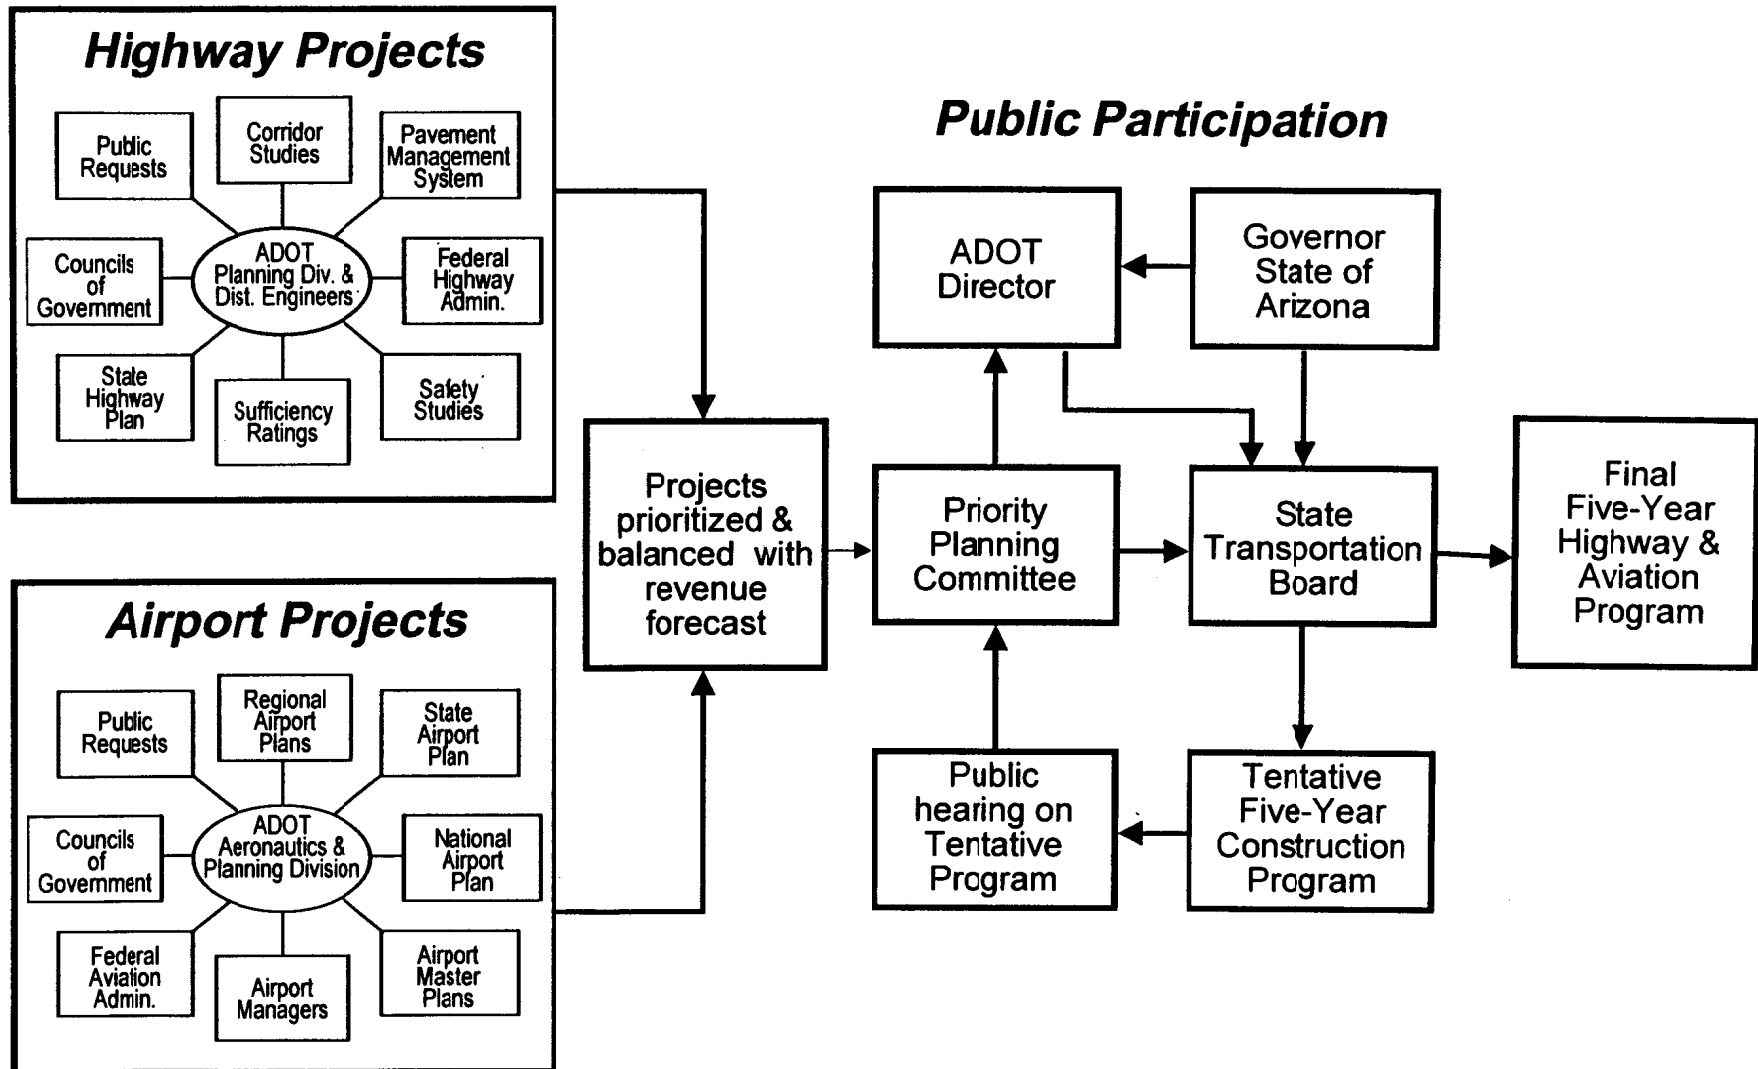 Highway Projects
Public
Requests
Corridor
Studies
Pavement
Management
System
Councils
of
Government
ADOT
Planning Div. &
Dist. Engineers
Federal
Highway
Admin.
State
Highway
Plan
Sufficiency
Ratings
Safety
Studies
Airport Projects
Public
Requests
Regional
Airport
Plans
State
Airport
Plan
Councils
of
Government
ADOT
Aeronautics &
Planning Division
National
Airport
Plan
Federal
Aviation
Admin.
Airport
Managers
Airport
Master
Plans
Projects
prioritized &
balanced with
revenue
forecast
Public Participation
ADOT
Director
Governor
State of
Arizona
Priority
Planning
Committee
State
Transportation
Board
Final
Five-Year
Highway &
Aviation
Program
Public
hearing on
Tentative
Program
Tentative
Five-Year
Construction
Program